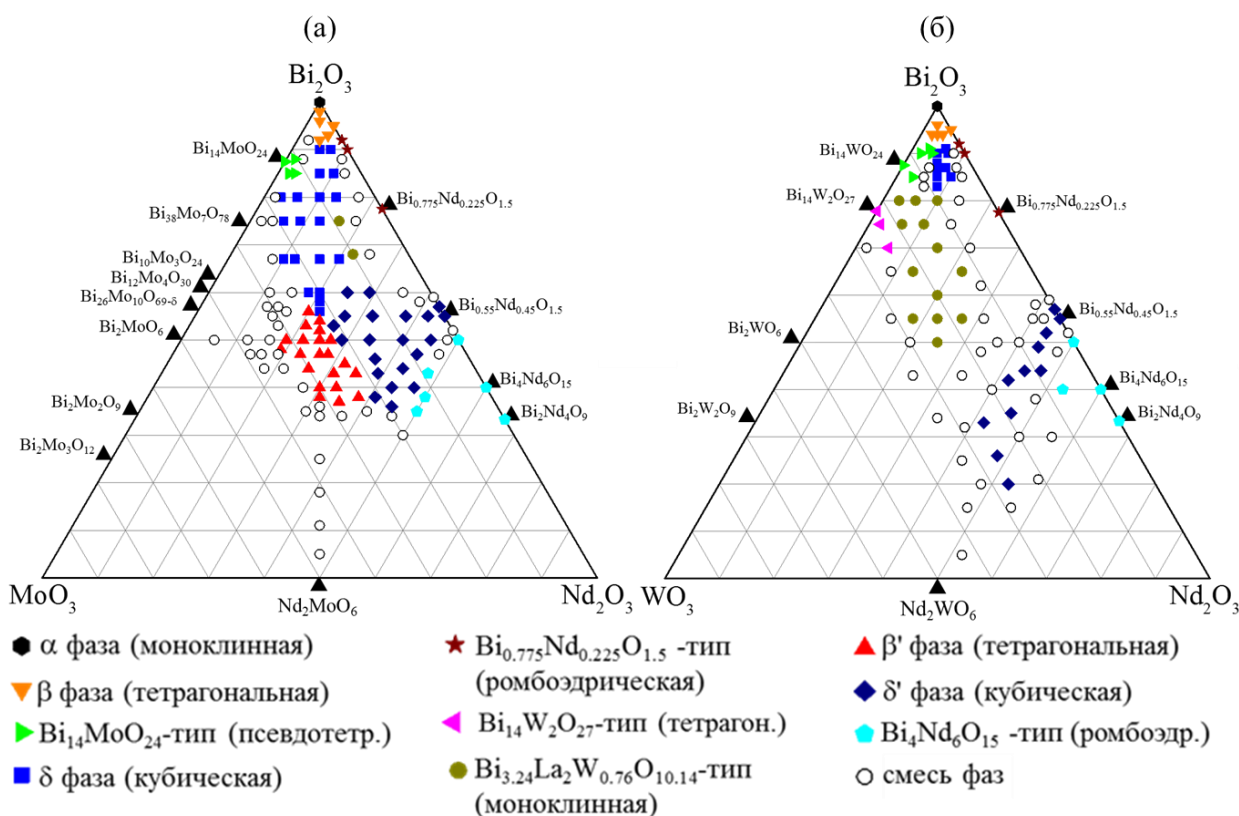 (а)
(б)
Bi₂O₃
Bi₂O₃
Bi₁₄MoO₂₄
Bi₃₈Mo₇O₇₈
Bi₁₀Mo₃O₂₄
Bi₁₂Mo₄O₃₀
Bi₂₆Mo₁₀O₆₉₋δ
Bi₂MoO₆
Bi₂Mo₂O₉
Bi₂Mo₃O₁₂
Bi₀.₇₇₅Nd₀.₂₂₅O₁.₅
Bi₀.₅₅Nd₀.₄₅O₁.₅
Bi₄Nd₆O₁₅
Bi₂Nd₄O₉
MoO₃
Nd₂MoO₆
Nd₂O₃
Bi₁₄WO₂₄
Bi₁₄W₂O₂₇
Bi₂WO₆
Bi₂W₂O₉
Bi₀.₇₇₅Nd₀.₂₂₅O₁.₅
Bi₀.₅₅Nd₀.₄₅O₁.₅
Bi₄Nd₆O₁₅
Bi₂Nd₄O₉
WO₃
Nd₂WO₆
Nd₂O₃
α фаза (моноклинная)
β фаза (тетрагональная)
Bi₁₄MoO₂₄-тип (псевдотетр.)
δ фаза (кубическая)
Bi₀.₇₇₅Nd₀.₂₂₅O₁.₅ -тип
(ромбоэдрическая)
Bi₁₄W₂O₂₇-тип (тетрагон.)
Bi₃.₂₄La₂W₀.₇₆O₁₀.₁₄-тип
(моноклинная)
β' фаза (тетрагональная)
δ' фаза (кубическая)
Bi₄Nd₆O₁₅ -тип (ромбоэдр.)
смесь фаз